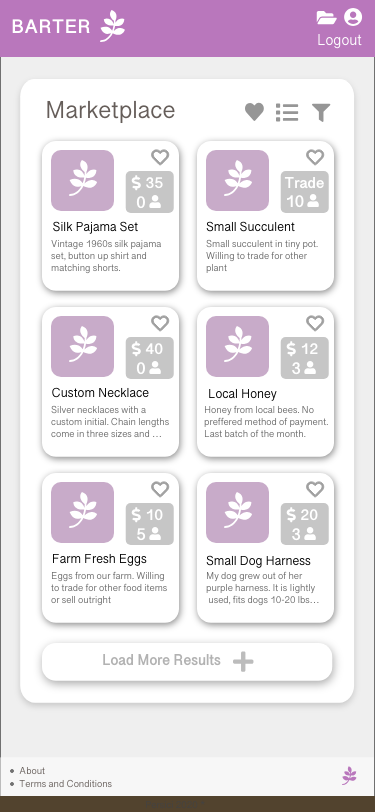 BARTER
Logout
Marketplace
$ 35
0
Silk Pajama Set
Vintage 1960s silk pajama
set, button up shirt and
matching shorts.
Trade
10
Small Succulent
Small succulent in tiny pot.
Willing to trade for other
plant
$ 40
0
Custom Necklace
Silver necklaces with a
custom initial. Chain lengths
come in three sizes and ...
$ 12
3
Local Honey
Honey from local bees. No
preffered method of payment.
Last batch of the month.
$ 10
5
Farm Fresh Eggs
Eggs from our farm. Willing
to trade for other food items
or sell outright
$ 20
3
Small Dog Harness
My dog grew out of her
purple harness. It is lightly
used, fits dogs 10-20 lbs...
Load More Results
• About
• Terms and Conditions